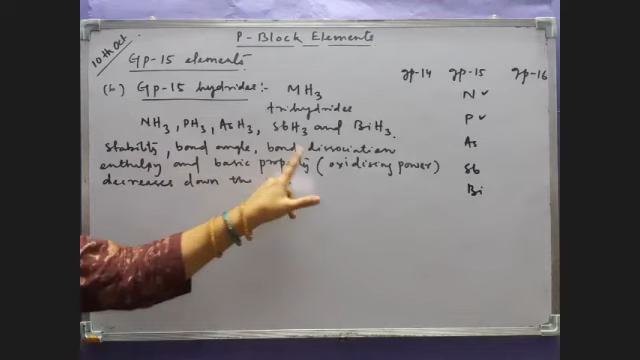 P-Block Elements
10th Oct
Gp-15 elements
gp-14 gp-15 gp-16
(b) Gp-15 hydrides:- MH3
trihydrides
NH3, PH3, AsH3, SbH3 and BiH3.
Stability, bond angle, bond dissociation
enthalpy and basic property (oxidising power)
decreases down the
N ✓
P ✓
As
Sb
Bi